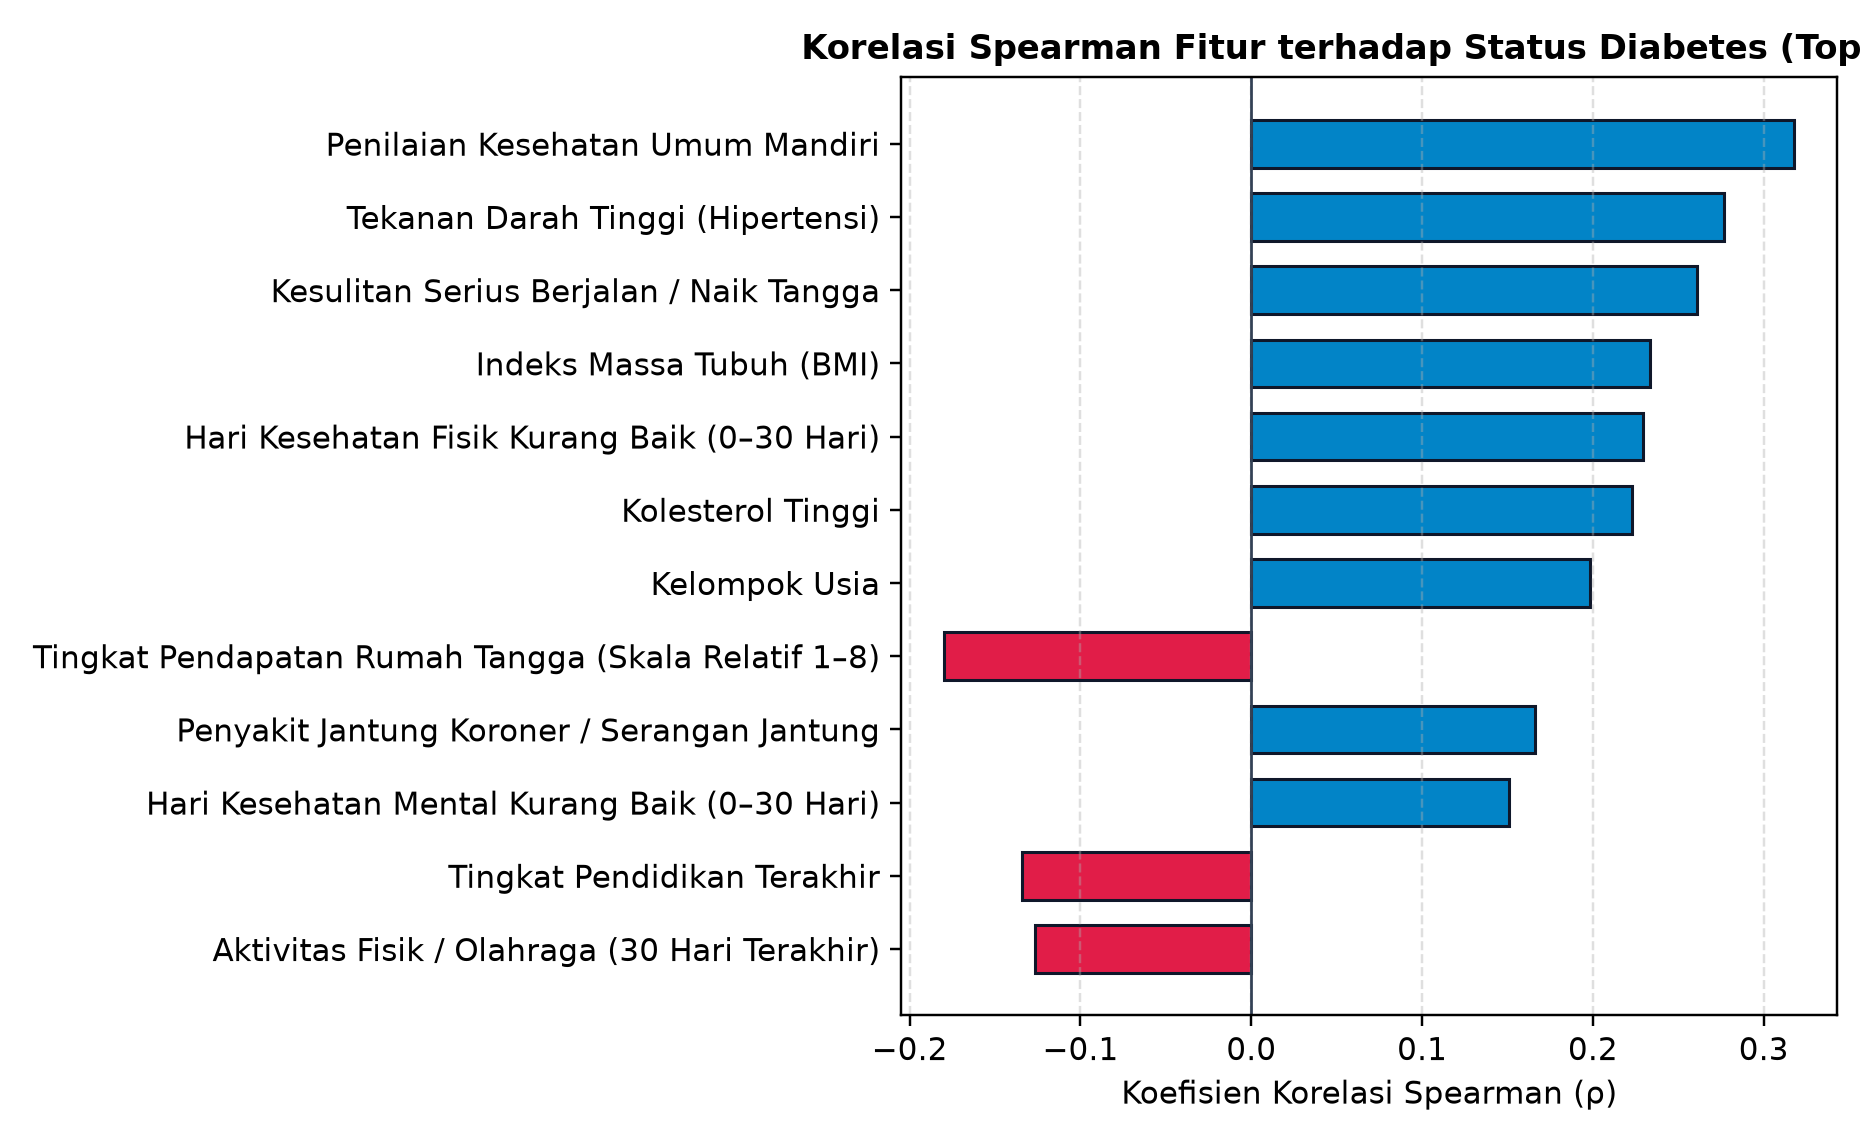 Korelasi Spearman Fitur terhadap Status Diabetes (Top
Penilaian Kesehatan Umum Mandiri
Tekanan Darah Tinggi (Hipertensi)
Kesulitan Serius Berjalan / Naik Tangga
Indeks Massa Tubuh (BMI)
Hari Kesehatan Fisik Kurang Baik (0–30 Hari)
Kolesterol Tinggi
Kelompok Usia
Tingkat Pendapatan Rumah Tangga (Skala Relatif 1–8)
Penyakit Jantung Koroner / Serangan Jantung
Hari Kesehatan Mental Kurang Baik (0–30 Hari)
Tingkat Pendidikan Terakhir
Aktivitas Fisik / Olahraga (30 Hari Terakhir)
−0.2 −0.1 0.0 0.1 0.2 0.3
Koefisien Korelasi Spearman (ρ)